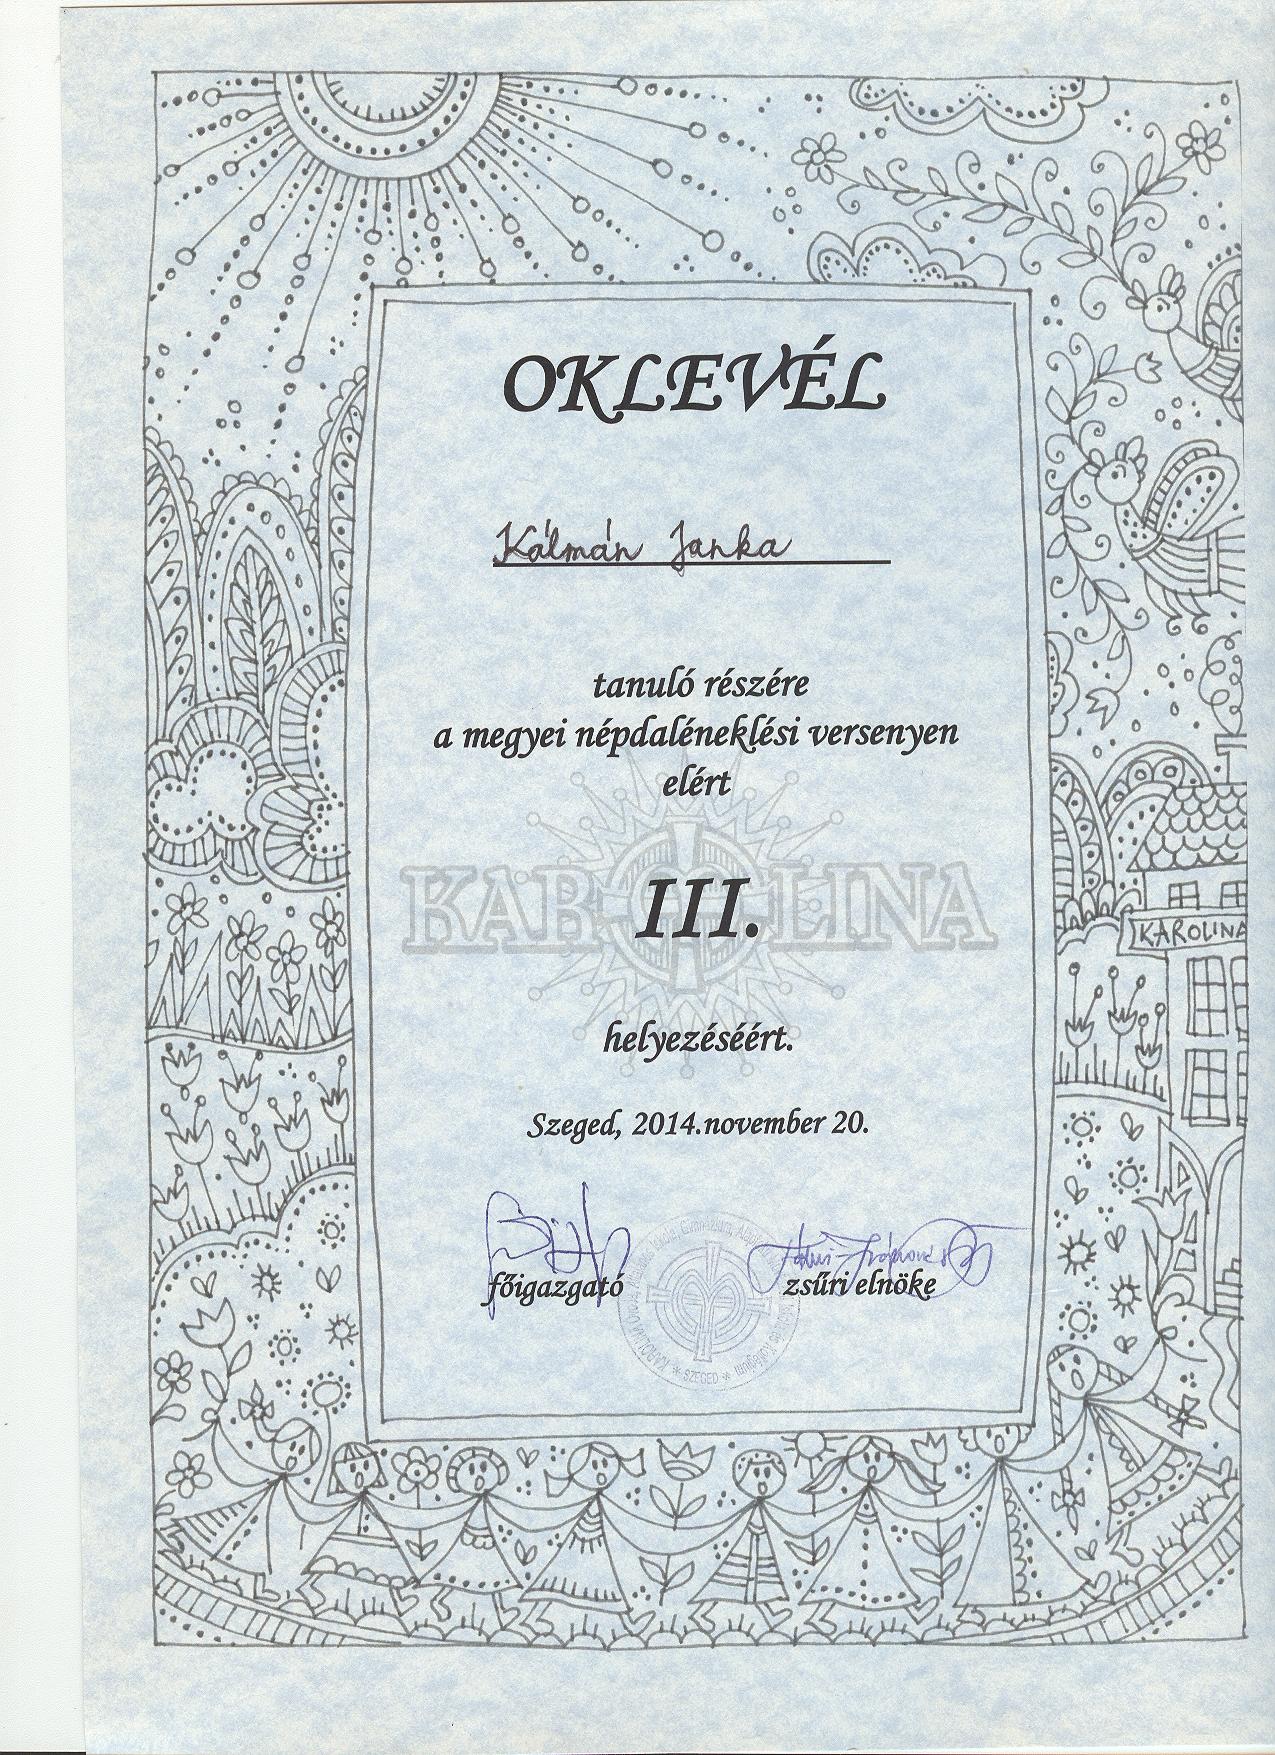 OKLEVÉL
Kálmán Janka
tanuló részére
a megyei népdaléneklési versenyen
elért
KAROLINA
III.
KAROLINA
helyezéséért.
Szeged, 2014.november 20.
főigazgató
zsűri elnöke
SZEGED